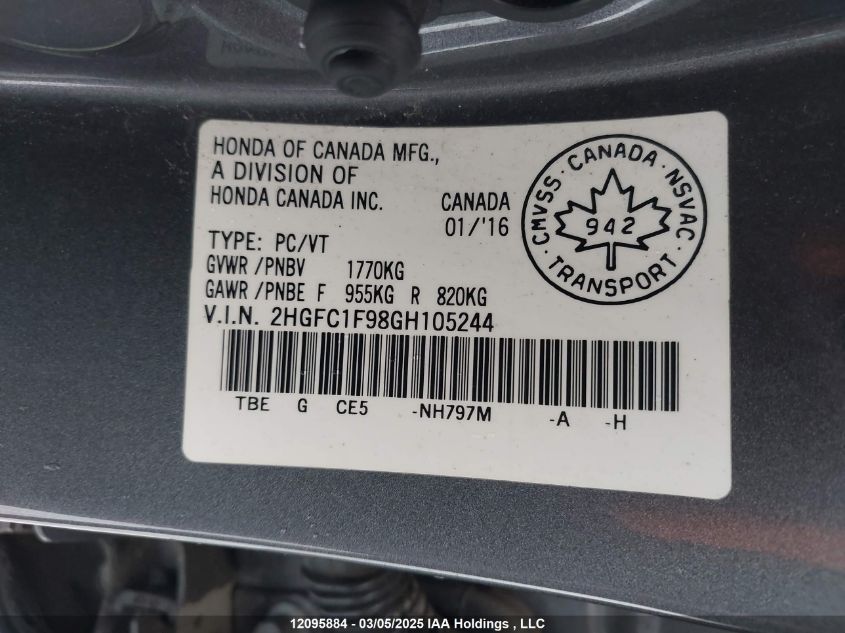 HONDA OF CANADA MFG.,
A DIVISION OF
HONDA CANADA INC. CANADA
01/'16
TYPE: PC/VT
GVWR/PNBV 1770KG
GAWR/PNBE F 955KG R 820KG
V.I.N. 2HGFC1F98GH105244
TBE G CE5 -NH797M -A -H
CMVSS · CANADA · NSVAC
942
· TRANSPORT ·
12095884 - 03/05/2025 IAA Holdings , LLC